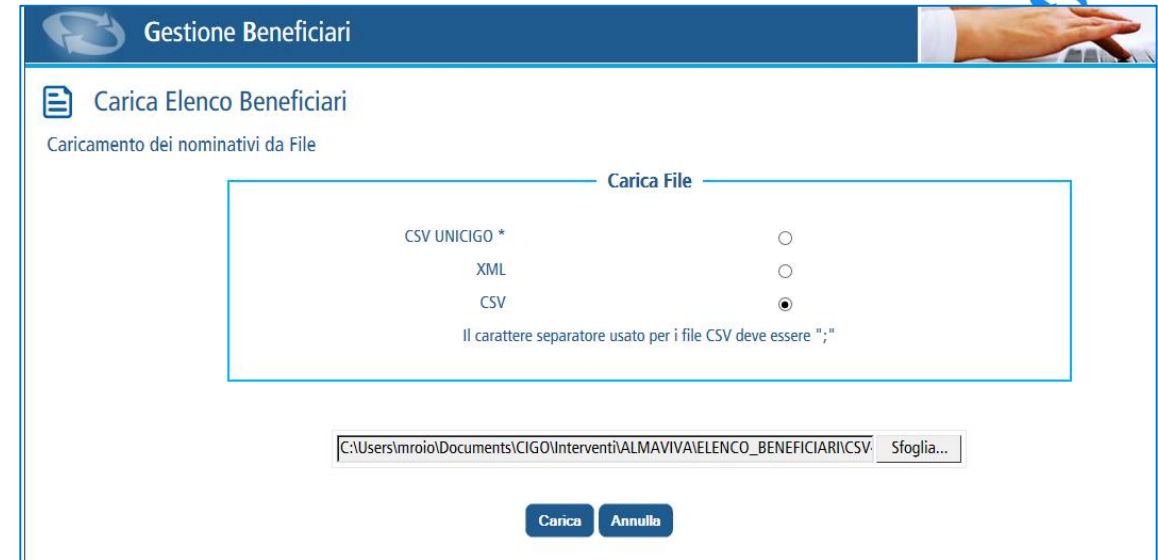 Gestione Beneficiari
Carica Elenco Beneficiari
Caricamento dei nominativi da File
Carica File
CSV UNICIGO *
XML
CSV
Il carattere separatore usato per i file CSV deve essere ";"
C:\Users\mroio\Documents\CIGO\Interventi\ALMAVIVA\ELENCO_BENEFICIARI\CSV Sfoglia...
Carica Annulla